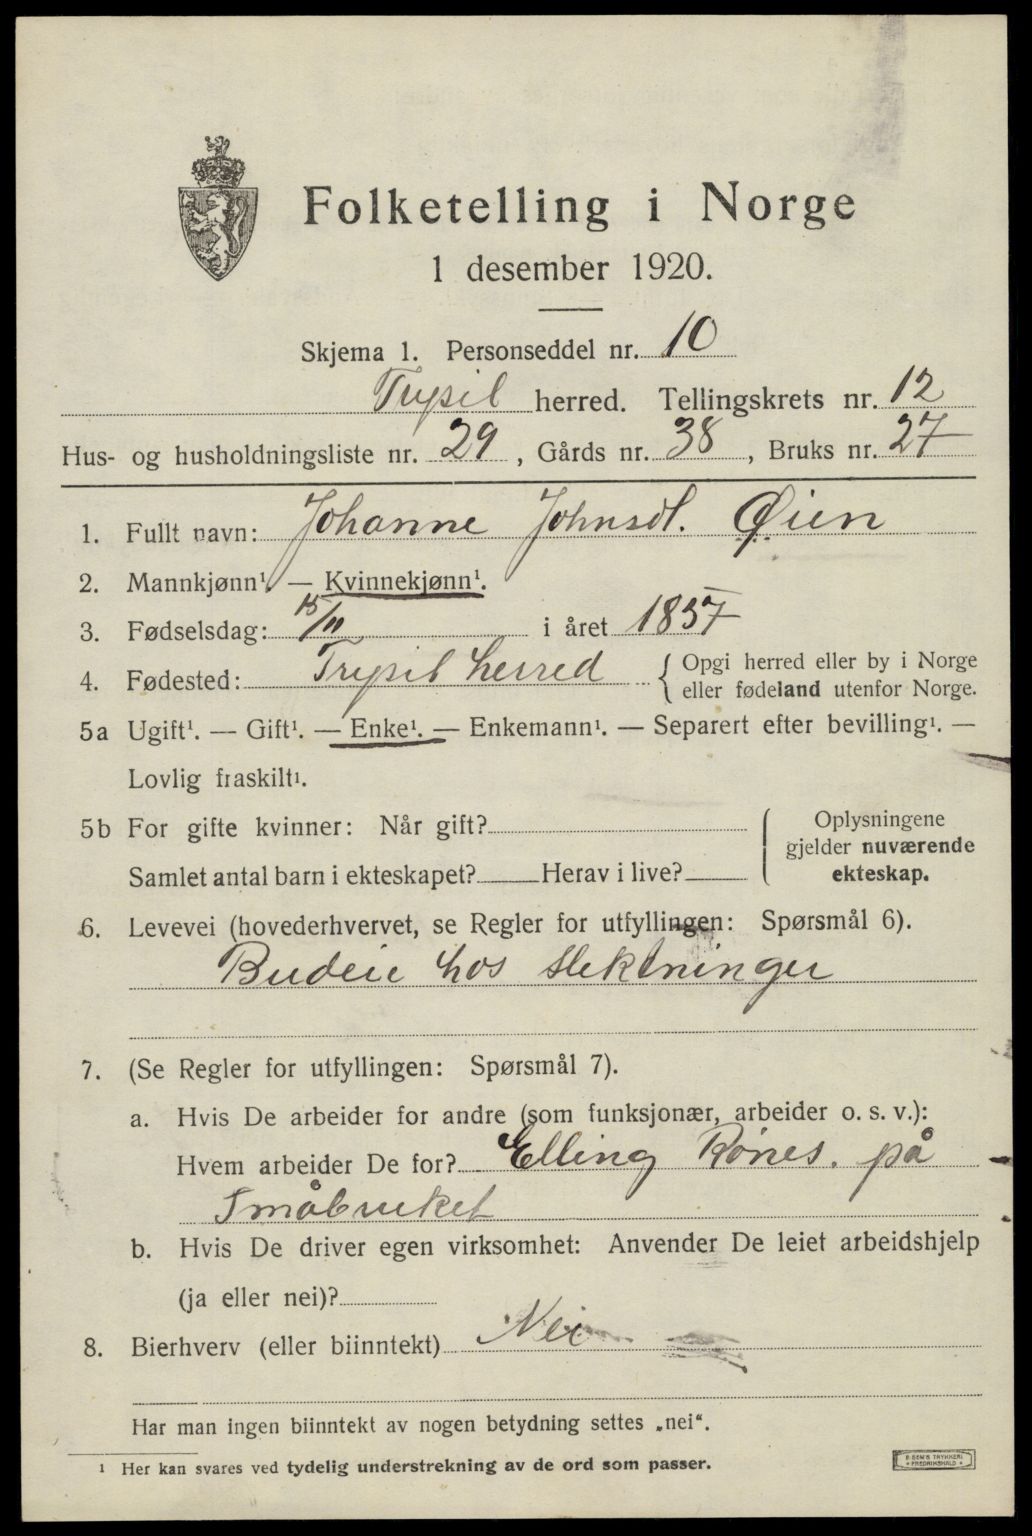 Folketelling i Norge
1 desember 1920.
Skjema 1. Personseddel nr. 10
Trysil herred. Tellingskrets nr. 12
Hus- og husholdningsliste nr. 29, Gårds nr. 38, Bruks nr. 27
1. Fullt navn: Johanne Johnsdt. Øien
2. Mannkjønn¹. — Kvinnekjønn¹.
3. Fødselsdag: 15/11 i året 1837
4. Fødested: Trysil herred { Opgi herred eller by i Norge
eller fødeland utenfor Norge.
5a Ugift¹. — Gift¹. — Enke¹. — Enkemann¹. — Separert efter bevilling¹. —
Lovlig fraskilt¹.
5b For gifte kvinner: Når gift?
Samlet antal barn i ekteskapet? Herav i live?
Oplysningene
gjelder nuværende
ekteskap.
6. Levevei (hovederhvervet, se Regler for utfyllingen: Spørsmål 6).
Budeie hos slektninger
7. (Se Regler for utfyllingen: Spørsmål 7).
a. Hvis De arbeider for andre (som funksjonær, arbeider o. s. v.):
Hvem arbeider De for? Elling Rønes. på
Småbruket
b. Hvis De driver egen virksomhet: Anvender De leiet arbeidshjelp
(ja eller nei)?
8. Bierhverv (eller biinntekt) Nei
Har man ingen biinntekt av nogen betydning settes „nei“.
¹ Her kan svares ved tydelig understrekning av de ord som passer.
TRYKKERI
FREDRIKSHALD